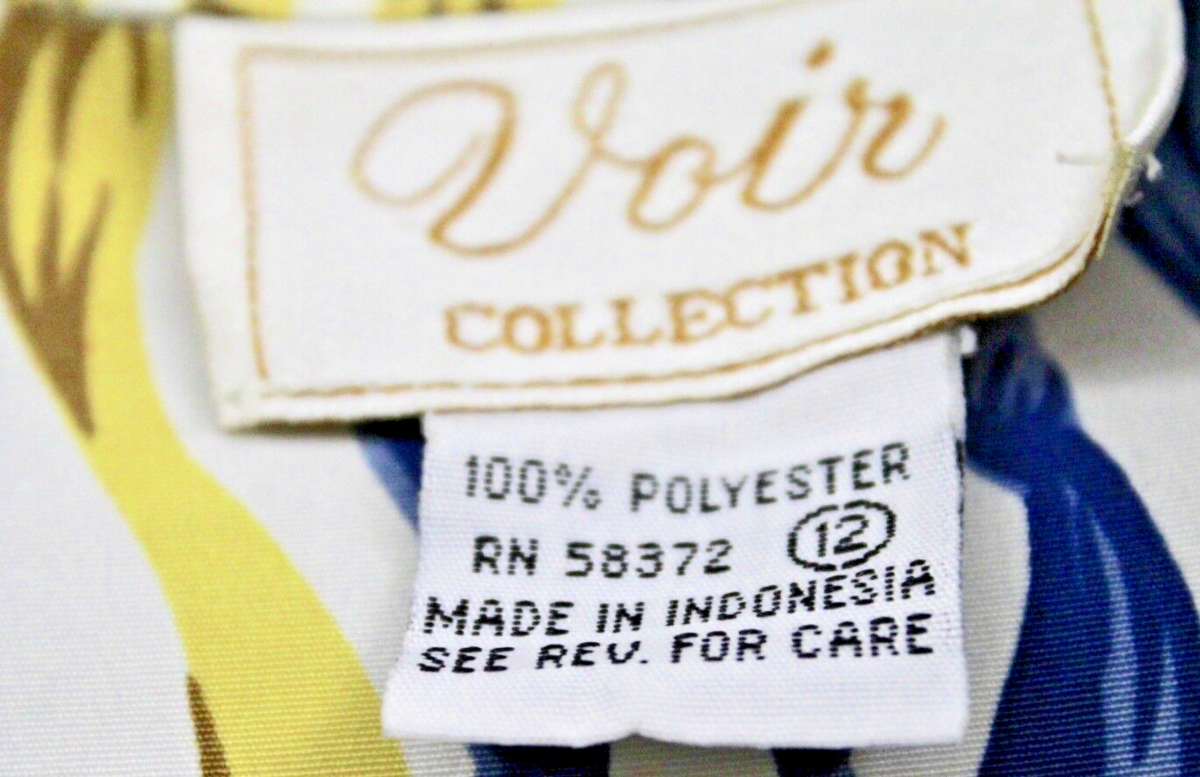 Voir
COLLECTION
100% POLYESTER
RN 58372 12
MADE IN INDONESIA
SEE REV. FOR CARE